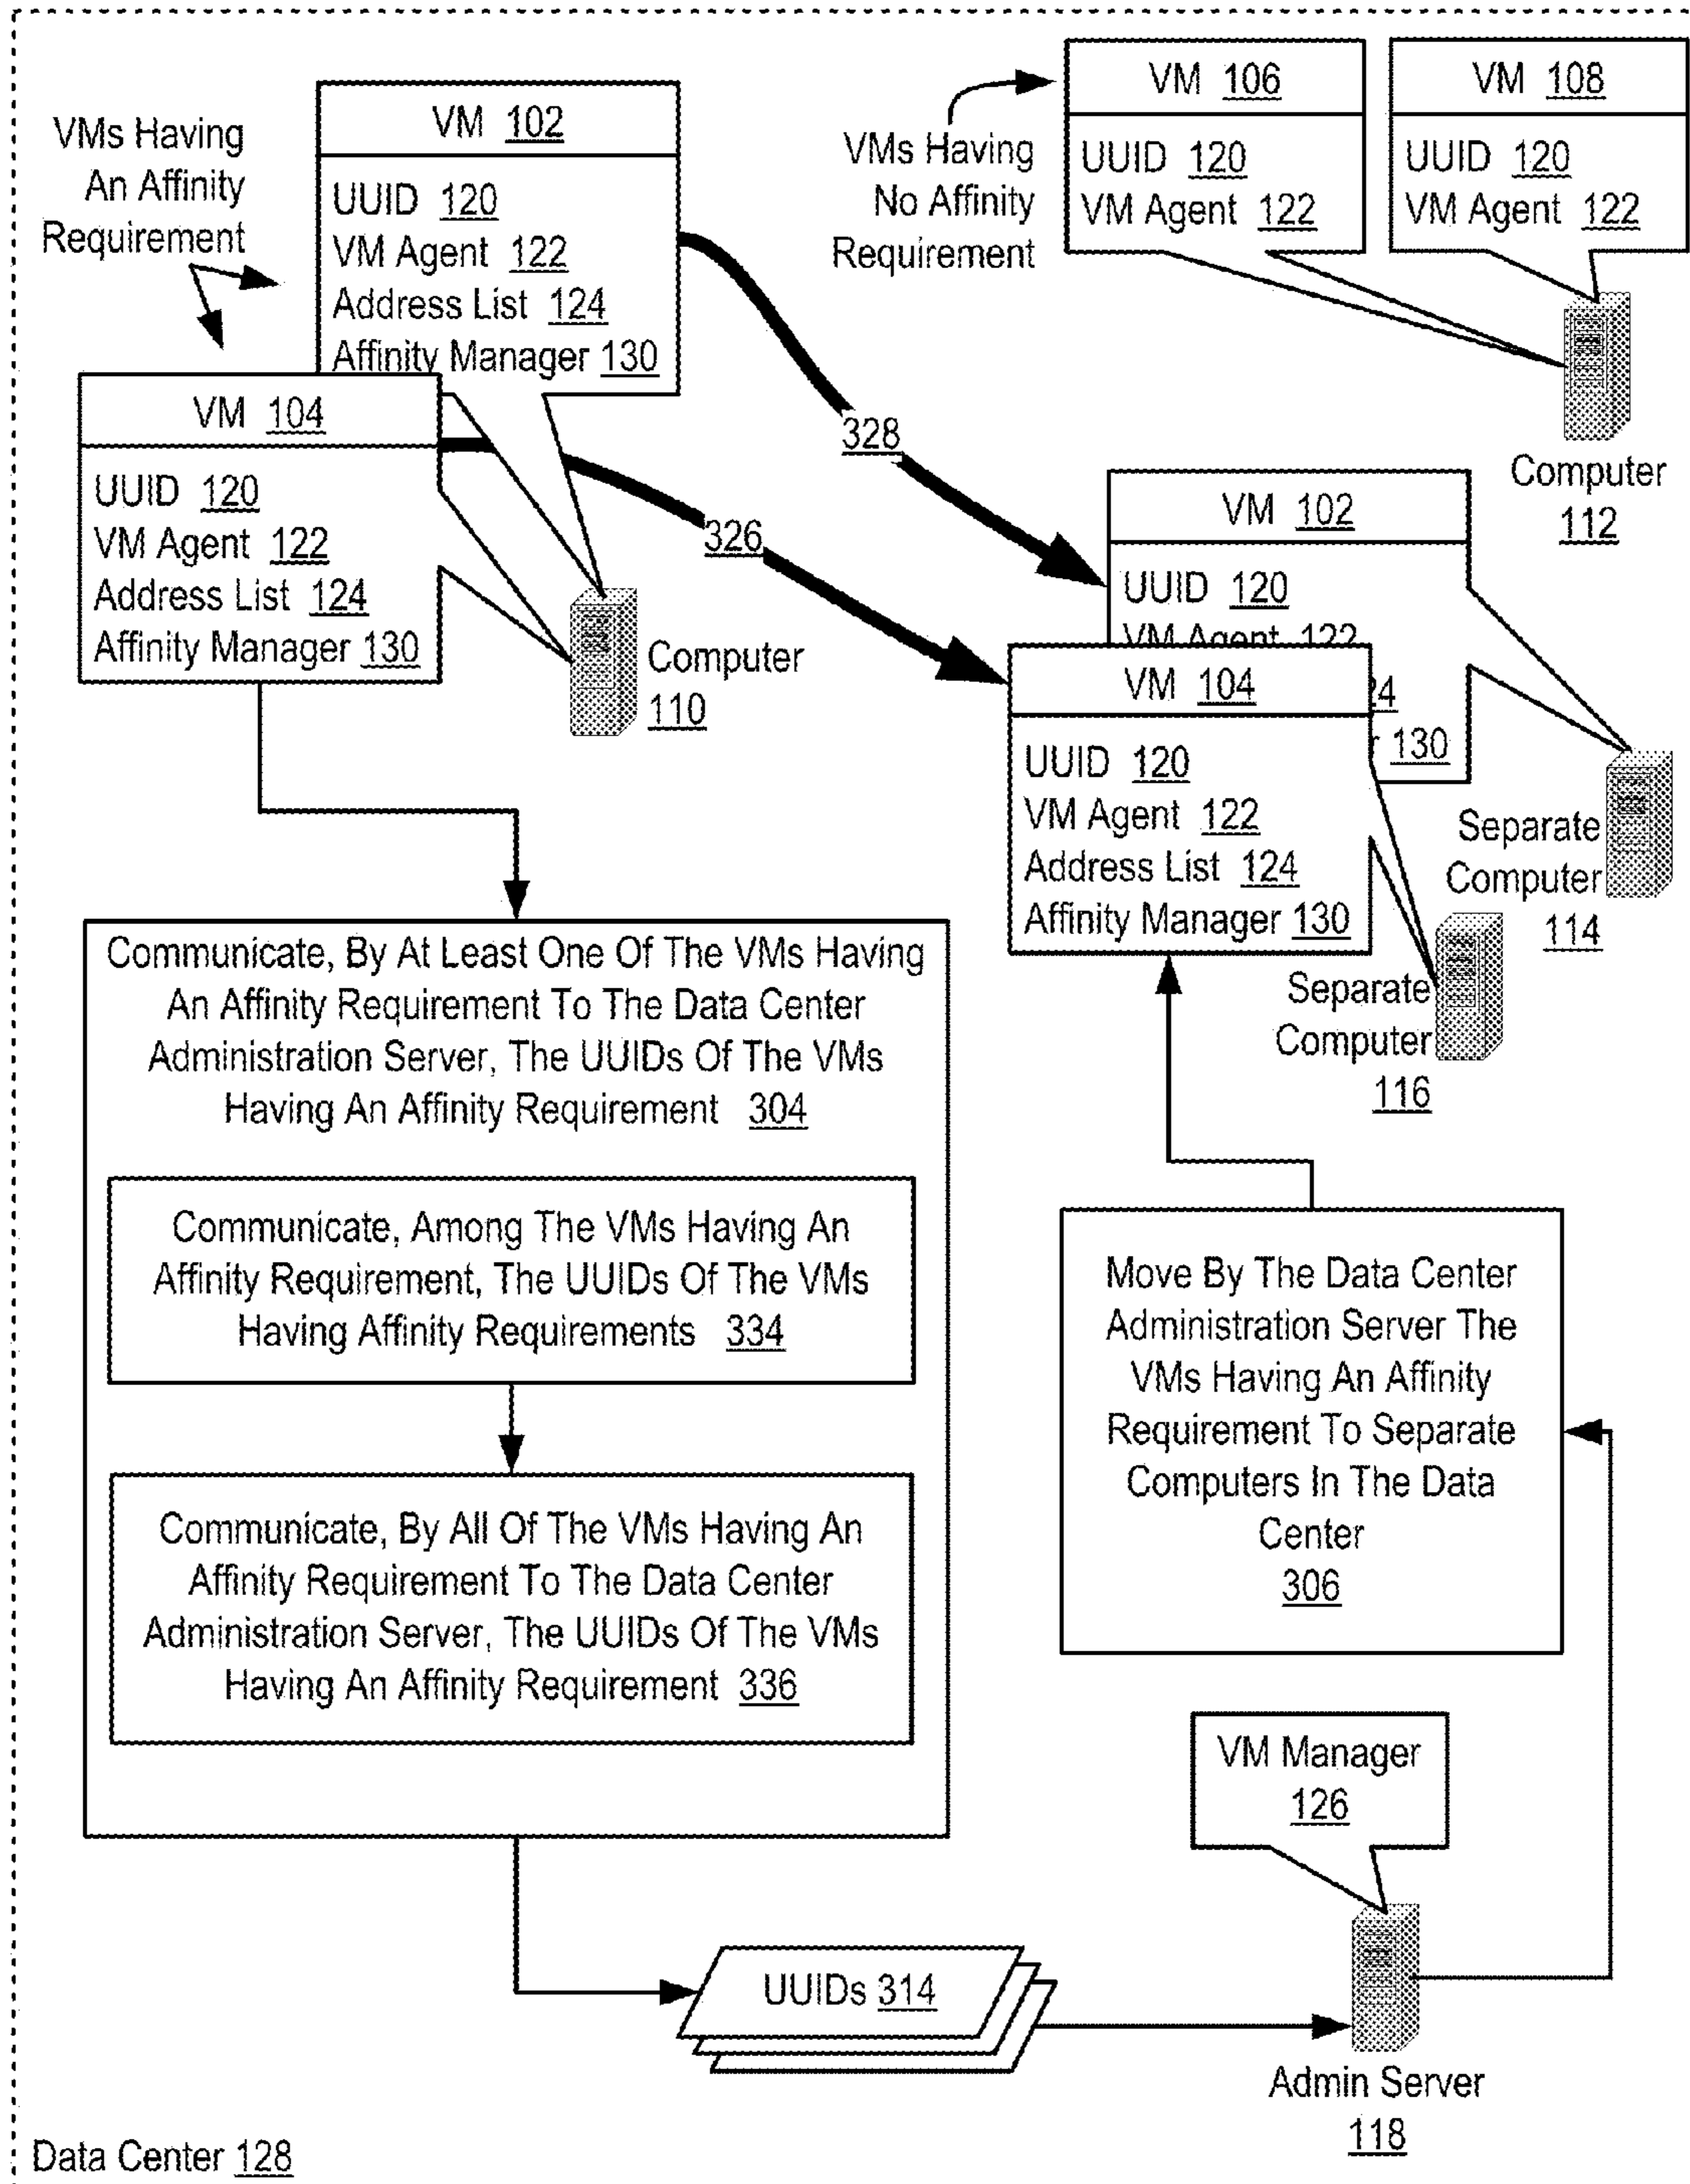 VMs Having
An Affinity
Requirement
VM 102
UUID 120
VM Agent 122
Address List 124
Affinity Manager 130
VMs Having
No Affinity
Requirement
VM 106
UUID 120
VM Agent 122
VM 108
UUID 120
VM Agent 122
Computer
112
VM 104
UUID 120
VM Agent 122
Address List 124
Affinity Manager 130
Computer
110
328
326
VM 102
UUID 120
VM Agent 122
24
r 130
VM 104
UUID 120
VM Agent 122
Address List 124
Affinity Manager 130
Separate
Computer
114
Separate
Computer
116
Communicate, By At Least One Of The VMs Having
An Affinity Requirement To The Data Center
Administration Server, The UUIDs Of The VMs
Having An Affinity Requirement 304
Communicate, Among The VMs Having An
Affinity Requirement, The UUIDs Of The VMs
Having Affinity Requirements 334
Communicate, By All Of The VMs Having An
Affinity Requirement To The Data Center
Administration Server, The UUIDs Of The VMs
Having An Affinity Requirement 336
Move By The Data Center
Administration Server The
VMs Having An Affinity
Requirement To Separate
Computers In The Data
Center
306
VM Manager
126
UUIDs 314
Admin Server
118
Data Center 128